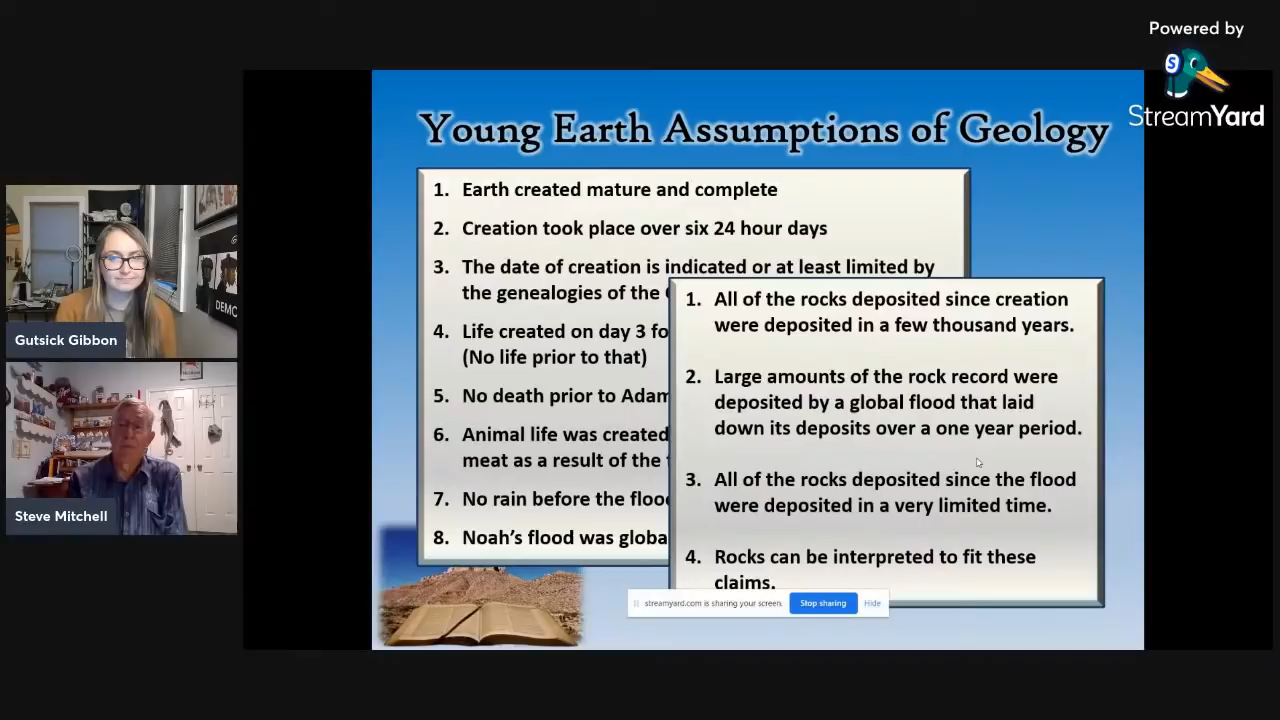 Powered by
S
StreamYard
Young Earth Assumptions of Geology
1. Earth created mature and complete
2. Creation took place over six 24 hour days
3. The date of creation is indicated or at least limited by
the genealogies of the
4. Life created on day 3 fo
(No life prior to that)
5. No death prior to Adam
6. Animal life was created
meat as a result of the
7. No rain before the flood
8. Noah's flood was globa
1. All of the rocks deposited since creation
were deposited in a few thousand years.
2. Large amounts of the rock record were
deposited by a global flood that laid
down its deposits over a one year period.
3. All of the rocks deposited since the flood
were deposited in a very limited time.
4. Rocks can be interpreted to fit these
claims.
streamyard.com is sharing your screen.
Stop sharing
Hide
DEMO
Gutsick Gibbon
Steve Mitchell